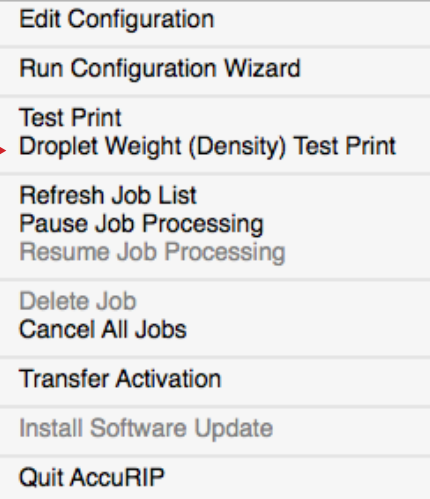 Edit Configuration
Run Configuration Wizard
Test Print
Droplet Weight (Density) Test Print
Refresh Job List
Pause Job Processing
Resume Job Processing
Delete Job
Cancel All Jobs
Transfer Activation
Install Software Update
Quit AccuRIP